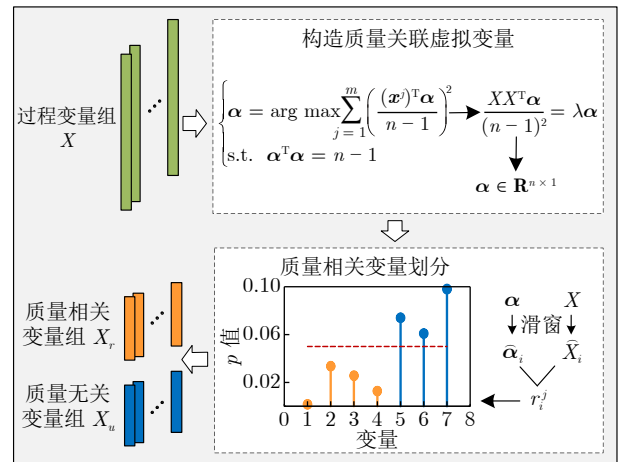 构造质量关联虚拟变量
过程变量组
X
α = arg max ∑_{j=1}^{m} ( (x^j)^T α / (n − 1) )^2
s.t. α^T α = n − 1
XX^T α / (n − 1)^2 = λα
α ∈ R^{n×1}
质量相关变量划分
质量相关
变量组 X_r
质量无关
变量组 X_u
p 值
0.10
0.06
0.02
0 1 2 3 4 5 6 7 8
变量
α X
滑窗
α̂_i X̂_i
r_i^j